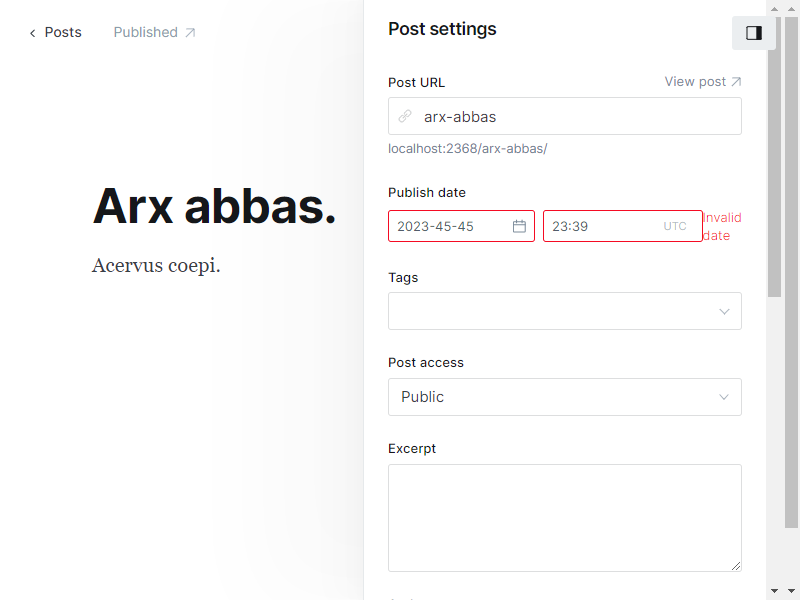 Posts
Published
Post settings
Post URL
View post
arx-abbas
localhost:2368/arx-abbas/
Arx abbas.
Acervus coepi.
Publish date
2023-45-45
23:39
UTC
Invalid
date
Tags
Post access
Public
Excerpt